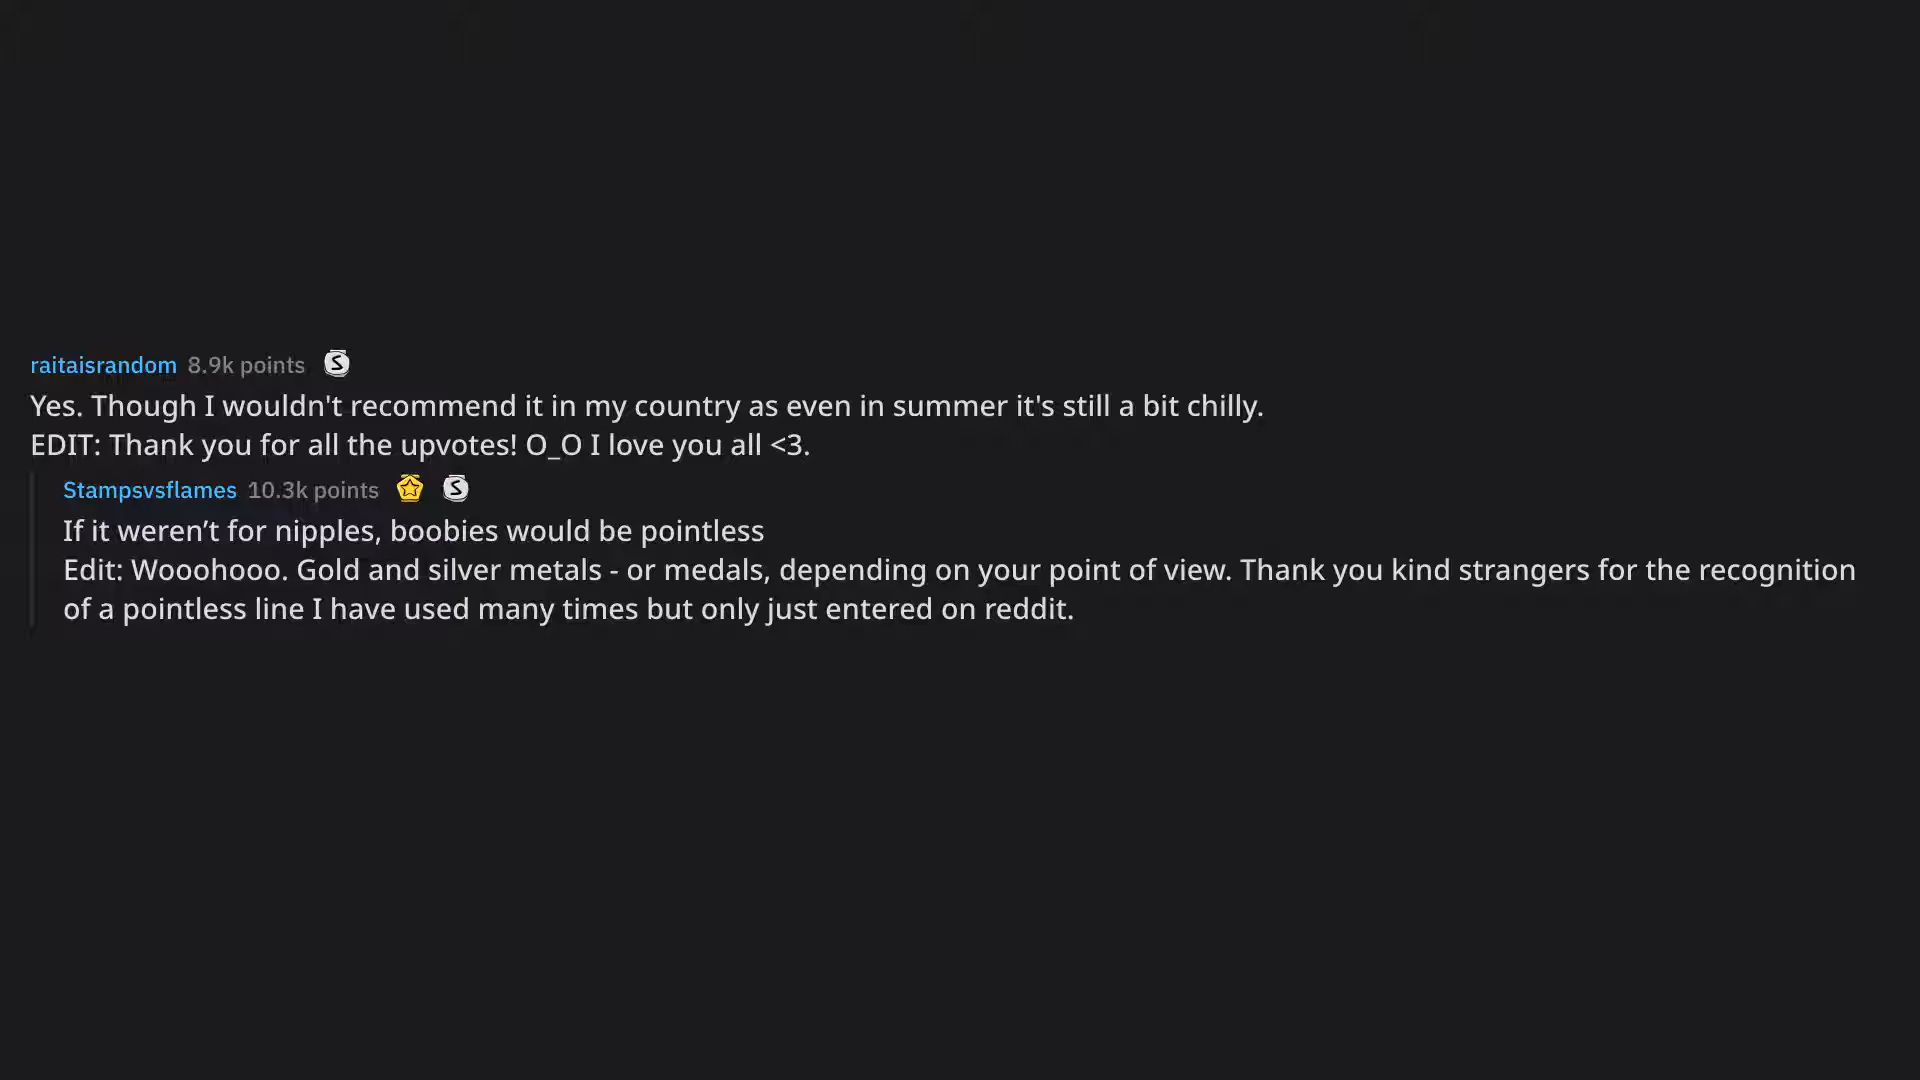 raitaisrandom 8.9k points S
Yes. Though I wouldn't recommend it in my country as even in summer it's still a bit chilly.
EDIT: Thank you for all the upvotes! O_O I love you all <3.
Stampsvsflames 10.3k points S
If it weren’t for nipples, boobies would be pointless
Edit: Wooohooo. Gold and silver metals - or medals, depending on your point of view. Thank you kind strangers for the recognition
of a pointless line I have used many times but only just entered on reddit.